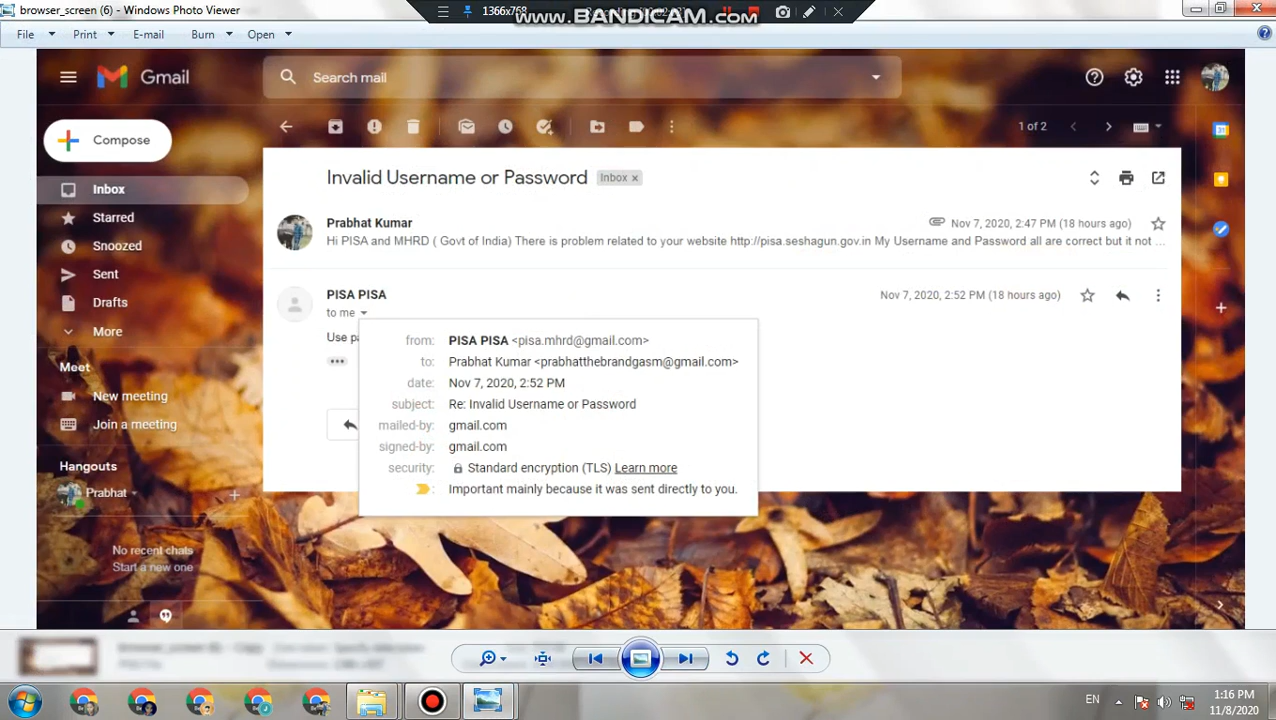 browser_screen (6) - Windows Photo Viewer
1366x768
www.BANDICAM.com
File Print E-mail Burn Open
Gmail
Search mail
Compose
1 of 2
Inbox
Starred
Snoozed
Sent
Drafts
More
Meet
New meeting
Join a meeting
Hangouts
Prabhat
No recent chats
Start a new one
Invalid Username or Password Inbox x
Prabhat Kumar Nov 7, 2020, 2:47 PM (18 hours ago)
Hi PISA and MHRD ( Govt of India) There is problem related to your website http://pisa.seshagun.gov.in My Username and Password all are correct but it not ...
PISA PISA Nov 7, 2020, 2:52 PM (18 hours ago)
to me
Use pa
from: PISA PISA <pisa.mhrd@gmail.com>
to: Prabhat Kumar <prabhatthebrandgasm@gmail.com>
date: Nov 7, 2020, 2:52 PM
subject: Re: Invalid Username or Password
mailed-by: gmail.com
signed-by: gmail.com
security: Standard encryption (TLS) Learn more
: Important mainly because it was sent directly to you.
EN
1:16 PM
11/8/2020